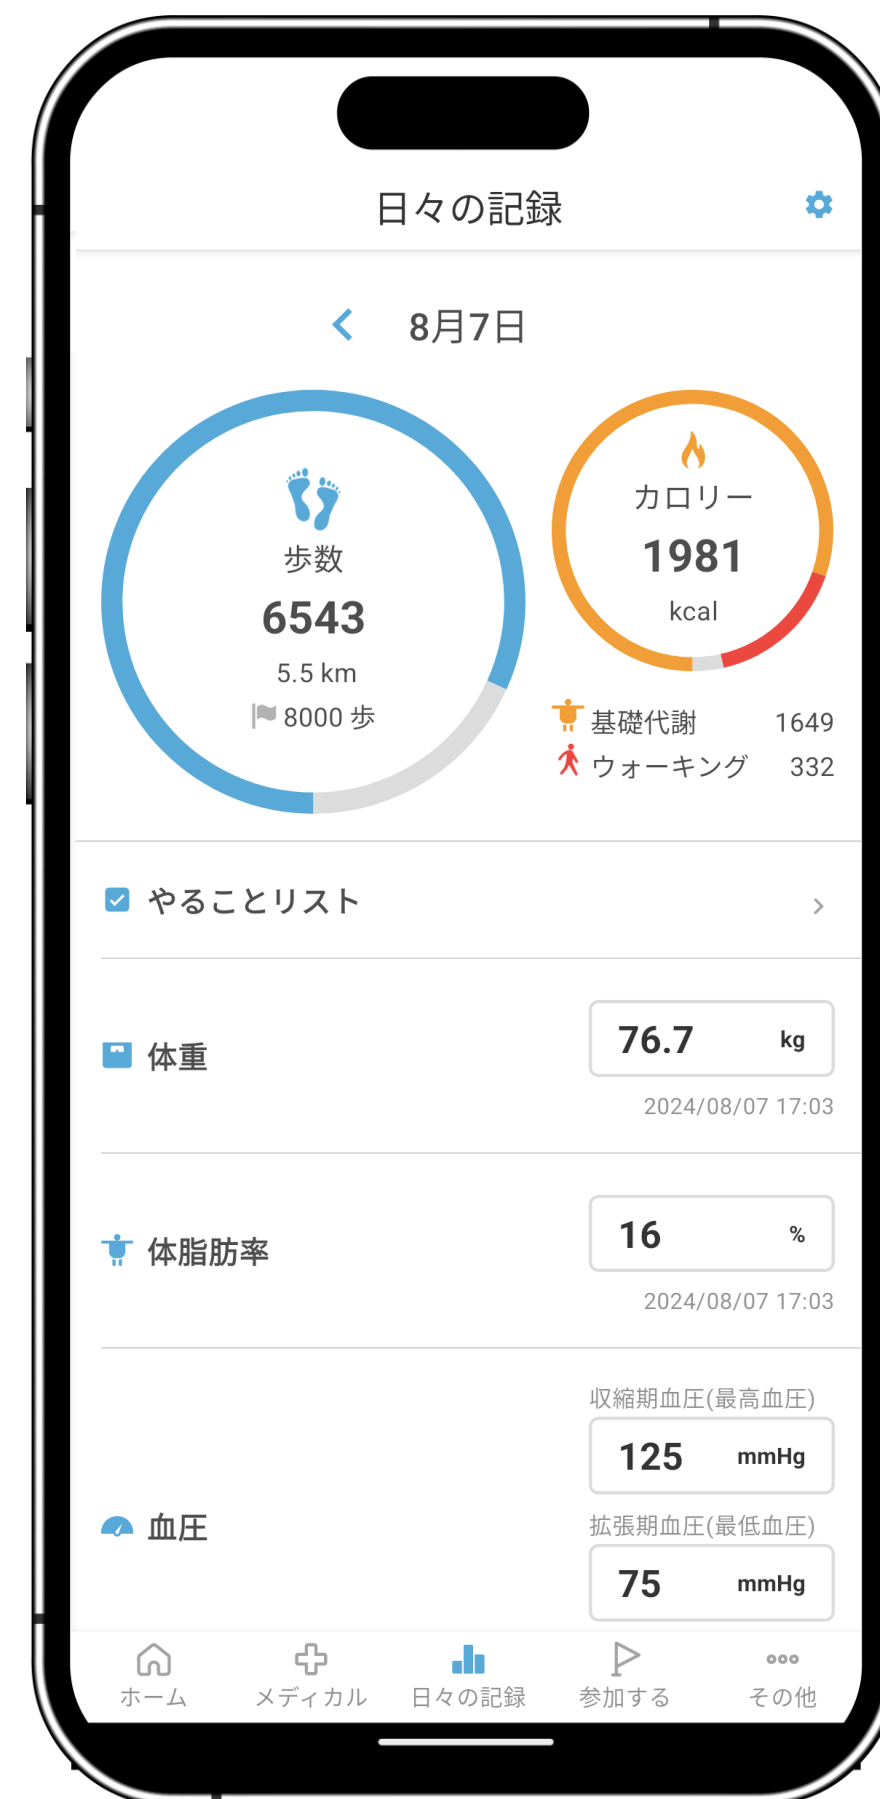 日々の記録
8月7日
歩数
6543
5.5 km
8000 歩
カロリー
1981
kcal
基礎代謝 1649
ウォーキング 332
やることリスト
体重
76.7 kg
2024/08/07 17:03
体脂肪率
16 %
2024/08/07 17:03
血圧
収縮期血圧(最高血圧)
125 mmHg
拡張期血圧(最低血圧)
75 mmHg
ホーム メディカル 日々の記録 参加する その他